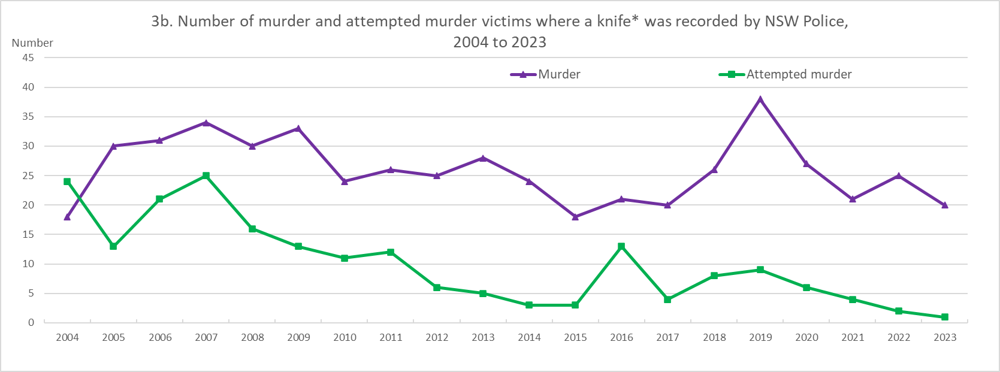 3b. Number of murder and attempted murder victims where a knife* was recorded by NSW Police,
2004 to 2023
Number
45
Murder
Attempted murder
40
35
30
25
20
15
10
5
0
2004 2005 2006 2007 2008 2009 2010 2011 2012 2013 2014 2015 2016 2017 2018 2019 2020 2021 2022 2023